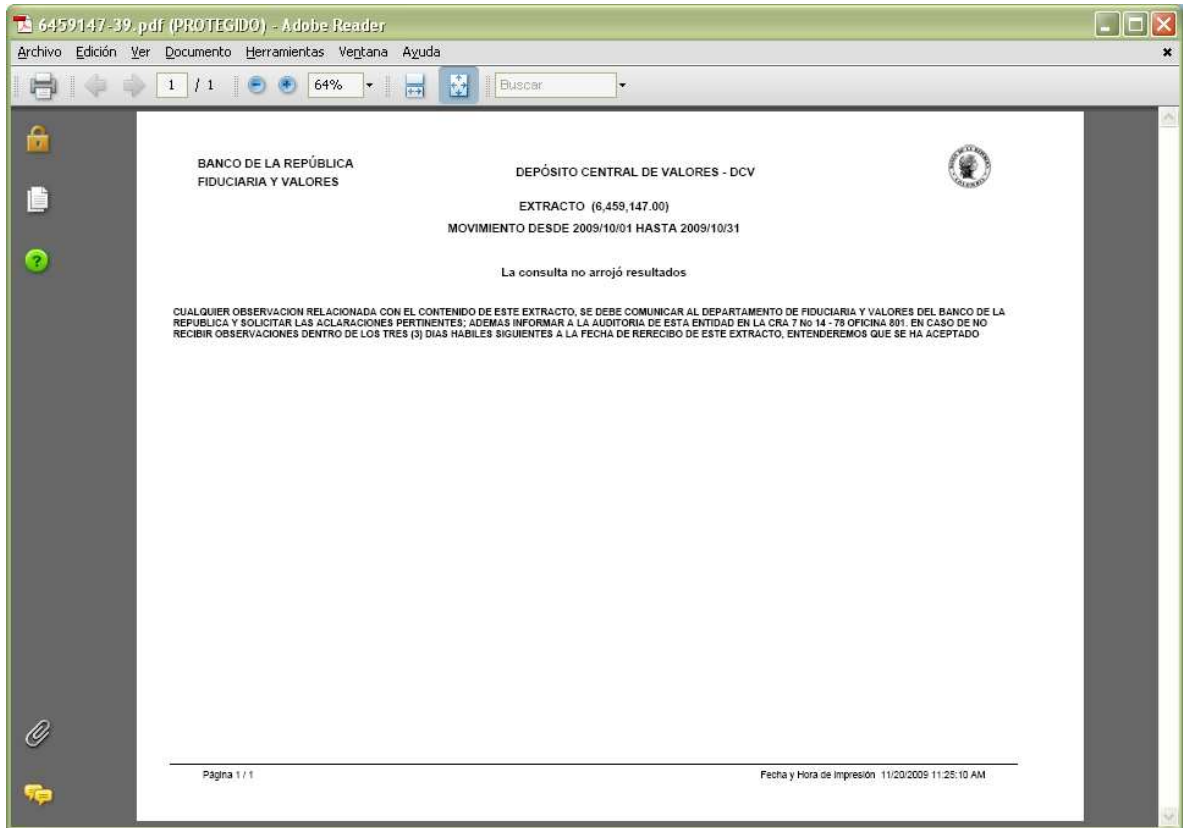 6459147-39.pdf (PROTEGIDO) - Adobe Reader
Archivo Edición Ver Documento Herramientas Ventana Ayuda
1 / 1 64% Buscar
BANCO DE LA REPÚBLICA
FIDUCIARIA Y VALORES
DEPÓSITO CENTRAL DE VALORES - DCV
EXTRACTO (6,459,147.00)
MOVIMIENTO DESDE 2009/10/01 HASTA 2009/10/31
La consulta no arrojó resultados
CUALQUIER OBSERVACION RELACIONADA CON EL CONTENIDO DE ESTE EXTRACTO, SE DEBE COMUNICAR AL DEPARTAMENTO DE FIDUCIARIA Y VALORES DEL BANCO DE LA
REPUBLICA Y SOLICITAR LAS ACLARACIONES PERTINENTES; ADEMAS INFORMAR A LA AUDITORIA DE ESTA ENTIDAD EN LA CRA 7 No 14 - 78 OFICINA 801. EN CASO DE NO
RECIBIR OBSERVACIONES DENTRO DE LOS TRES (3) DIAS HABILES SIGUIENTES A LA FECHA DE RERECIBO DE ESTE EXTRACTO, ENTENDEREMOS QUE SE HA ACEPTADO
Página 1 / 1
Fecha y Hora de Impresión 11/20/2009 11:25:10 AM